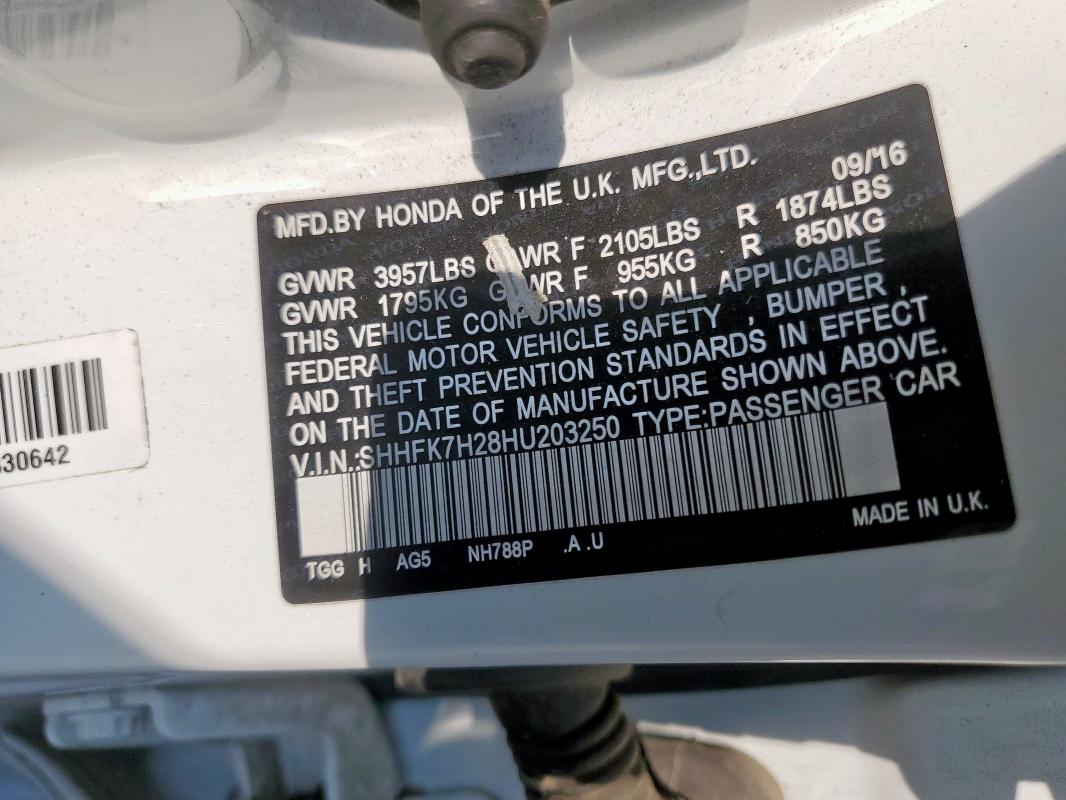 MFD.BY HONDA OF THE U.K. MFG.,LTD. 09/'16
GVWR 3957LBS WR F 2105LBS R 1874LBS
GVWR 1795KG WR F 955KG R 850KG
THIS VEHICLE CONFORMS TO ALL APPLICABLE
FEDERAL MOTOR VEHICLE SAFETY , BUMPER ,
AND THEFT PREVENTION STANDARDS IN EFFECT
ON THE DATE OF MANUFACTURE SHOWN ABOVE.
V.I.N.:SHHFK7H28HU203250 TYPE:PASSENGER CAR
TGG H AG5 NH788P .A .U MADE IN U.K.
30642